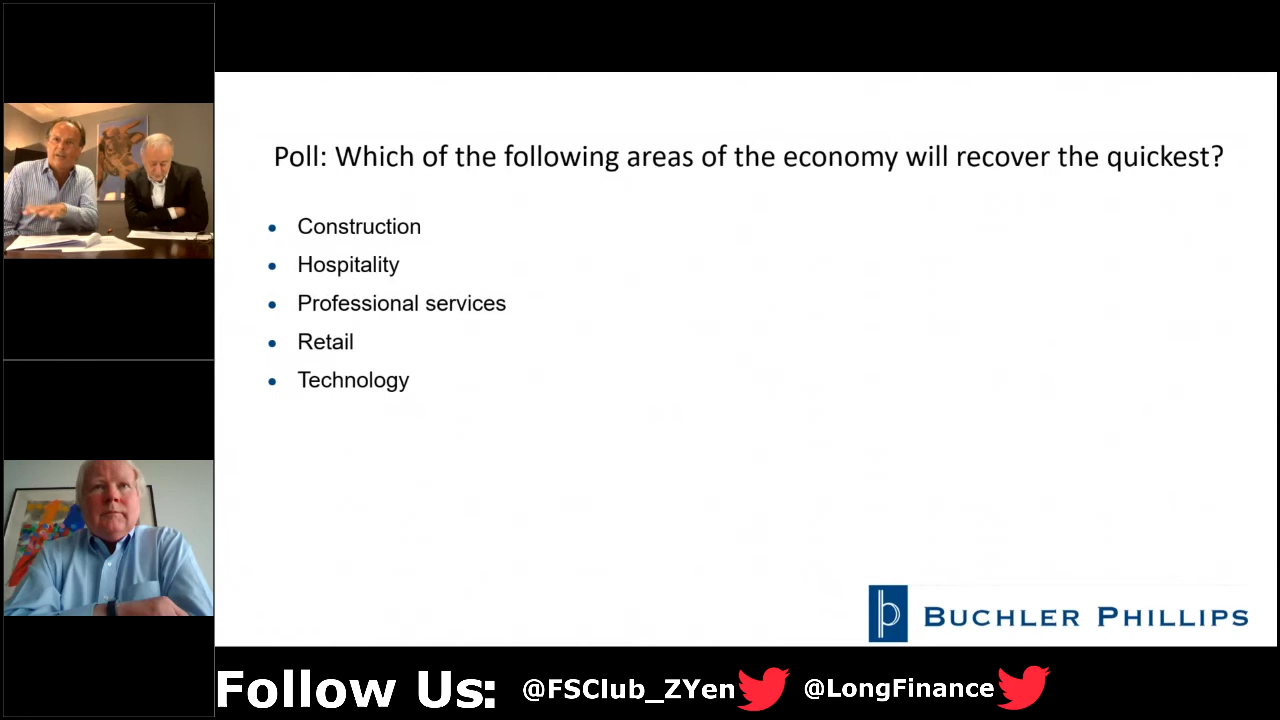 Poll: Which of the following areas of the economy will recover the quickest?
Construction
Hospitality
Professional services
Retail
Technology
BUCHLER PHILLIPS
Follow Us: @FSClub_ZYen @LongFinance